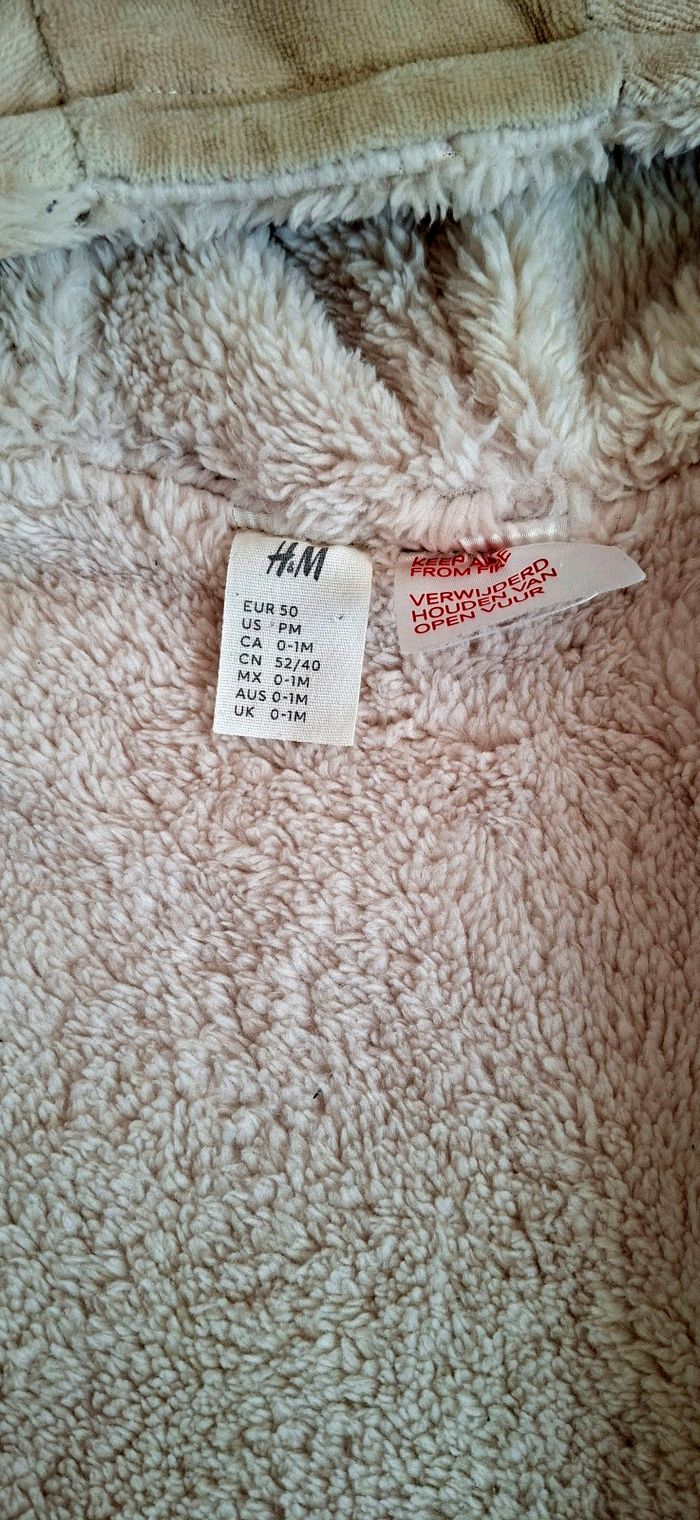 H&M
EUR 50
US PM
CA 0-1M
CN 52/40
MX 0-1M
AUS 0-1M
UK 0-1M
KEEP
FROM
VERWIJDERD
HOUDEN VAN
OPEN VUUR